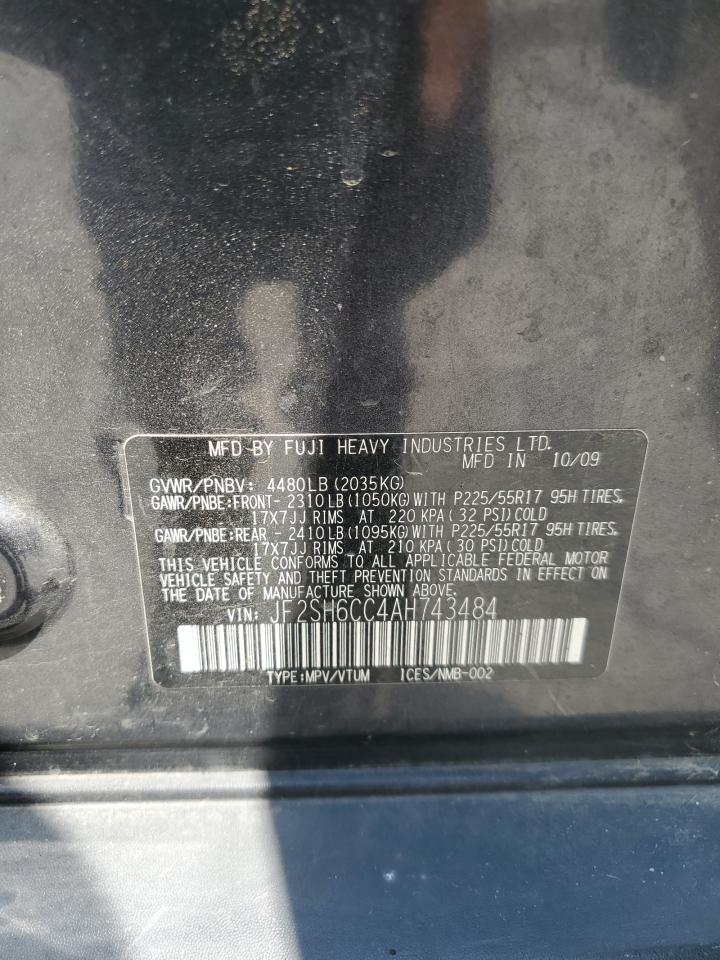 MFD BY FUJI HEAVY INDUSTRIES LTD.
MFD IN 10/09
GVWR/PNBV: 4480LB (2035KG)
GAWR/PNBE:FRONT- 2310LB (1050KG) WITH P225/55R17 95H TIRES,
17X7JJ RIMS AT 220 KPA ( 32 PSI) COLD
GAWR/PNBE:REAR - 2410LB (1095KG) WITH P225/55R17 95H TIRES,
17X7JJ RIMS AT 210 KPA ( 30 PSI) COLD
THIS VEHICLE CONFORMS TO ALL APPLICABLE FEDERAL MOTOR
VEHICLE SAFETY AND THEFT PREVENTION STANDARDS IN EFFECT ON
THE DATE OF MANUFACTURE SHOWN ABOVE.
VIN: JF2SH6CC4AH743484
TYPE:MPV/VTUM ICES/NMB-002